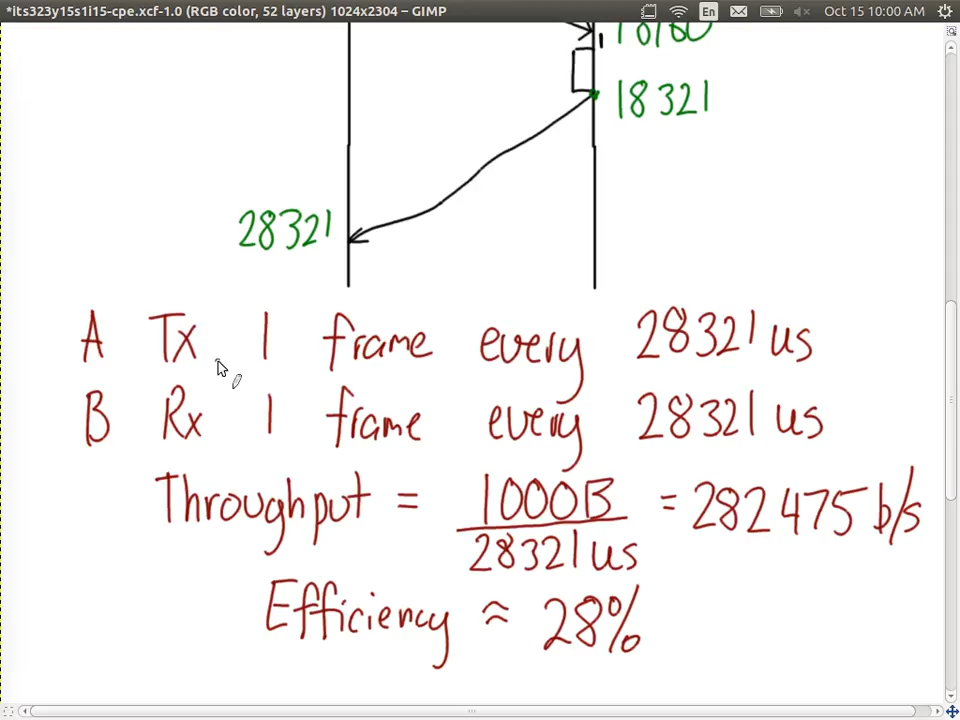 *its323y15s1i15-cpe.xcf-1.0 (RGB color, 52 layers) 1024x2304 – GIMP En Oct 15 10:00 AM
18321
28321
A Tx 1 frame every 28321 us
B Rx 1 frame every 28321 us
Throughput = 1000B = 282475 b/s
28321 us
Efficiency ≈ 28%